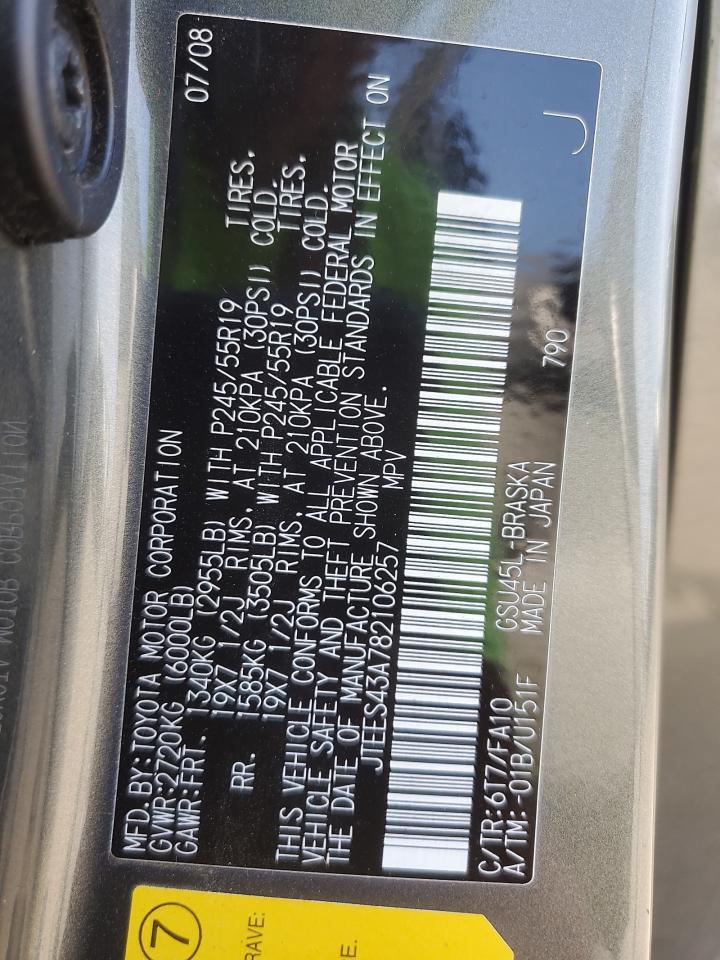 MFD. BY: TOYOTA MOTOR CORPORATION 07/08
GVWR: 2720KG (6000LB)
GAWR: FRT. 1340KG (2955LB) WITH P245/55R19 TIRES,
19X7 1/2J RIMS, AT 210KPA (30PSI) COLD.
RR. 1585KG (3505LB) WITH P245/55R19 TIRES,
19X7 1/2J RIMS, AT 210KPA (30PSI) COLD.
THIS VEHICLE CONFORMS TO ALL APPLICABLE FEDERAL MOTOR
VEHICLE SAFETY AND THEFT PREVENTION STANDARDS IN EFFECT ON
THE DATE OF MANUFACTURE SHOWN ABOVE.
JTEES43A782106257 MPV
C/TR: 6T7/FA10 GSU45L-BRASKA 790 J
A/TM: -01B/U151F MADE IN JAPAN
7
RAVE:
E.
MOTOR CORPORATION